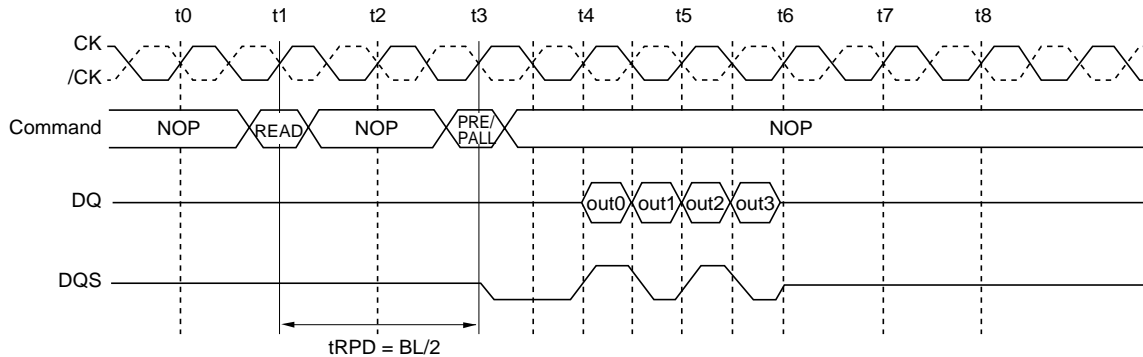 t0 t1 t2 t3 t4 t5 t6 t7 t8
CK
/CK
Command NOP READ NOP PRE/ PALL NOP
DQ out0 out1 out2 out3
DQS
tRPD = BL/2